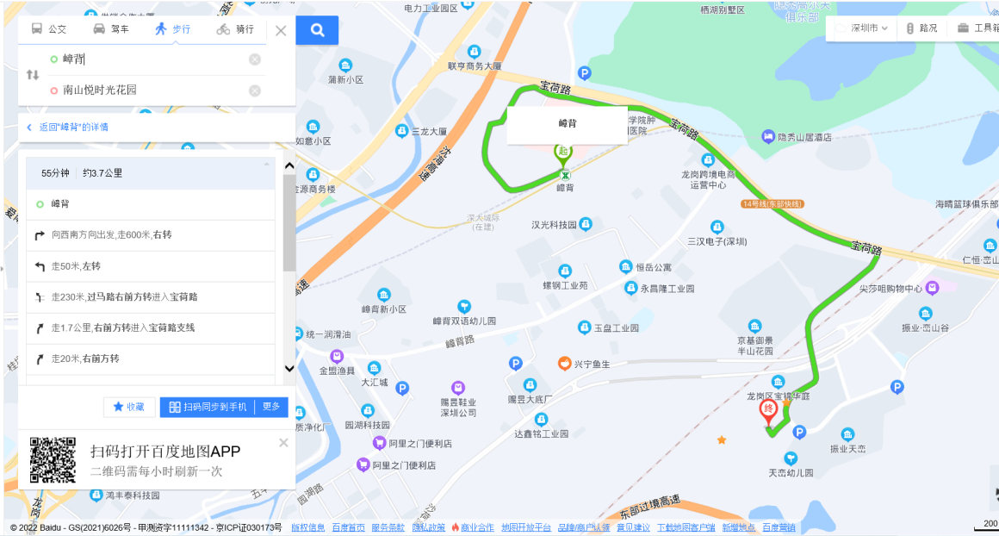 电力工业园区
栖湖别墅区
俱乐部
公交
驾车
步行
骑行
深圳市
路况
工具箱
嶂背
南山悦时光花园
返回"嶂背"的详情
55分钟
约3.7公里
嶂背
向西南方向出发,走600米,右转
走50米,左转
走230米,过马路右前方转进入宝荷路
走1.7公里,右前方转进入宝荷路支线
走20米,右前方转
收藏
扫码同步到手机
更多
扫码打开百度地图APP
二维码需每小时刷新一次
联亨商务大厦
蒲新小区
宝荷路
嶂背
学院肿
医院
宝荷路
如意小区
三龙大厦
沈海高速
起
隐秀山居酒店
龙岗跨境电商
运营中心
金源商务楼
嶂背
14号线(东部快线)
海晴篮球俱乐部
深大城际
(在建)
汉光科技园
三汉电子(深圳)
宝荷路
仁恒·峦山
恒岳公寓
螺钢工业苑
永昌隆工业园
尖莎咀购物中心
嶂背新小区
嶂背双语幼儿园
统一润滑油
玉盘工业园
振业·峦山谷
嶂背路
京基御景
半山花园
金盟渔具
大汇城
兴宁鱼生
赐昱鞋业
深圳公司
赐昱大底厂
龙岗区宝锦华庭
终
质净化厂
园湖科技园
达鑫铭工业园
阿里之门便利店
振业天峦
阿里之门便利店
天峦幼儿园
鸿丰泰科技园
园湖路
东部过境高速
200
© 2022 Baidu - GS(2021)6026号 - 甲测资字11111342 - 京ICP证030173号
版权信息
百度首页
服务条款
隐私政策
商业合作
地图开放平台
品牌/商户认领
意见建议
下载地图客户端
新增地点
百度营销